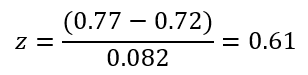 z = (0.77 − 0.72) / 0.082 = 0.61